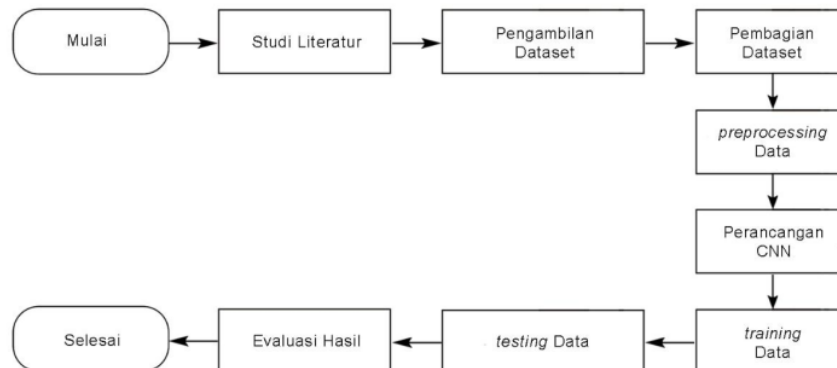 Mulai
Studi Literatur
Pengambilan
Dataset
Pembagian
Dataset
preprocessing
Data
Perancangan
CNN
training
Data
testing Data
Evaluasi Hasil
Selesai